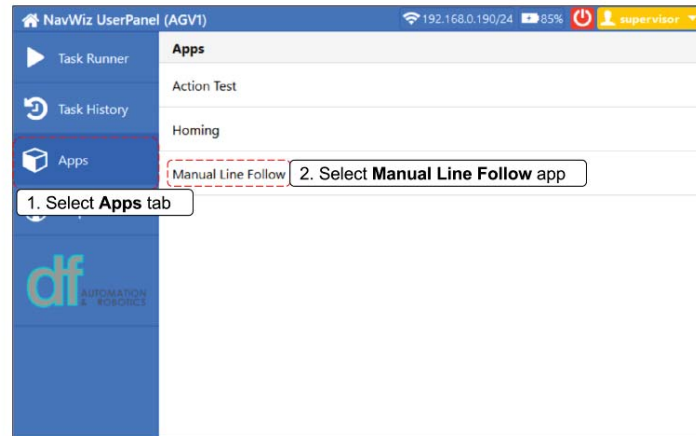 NavWiz UserPanel (AGV1) 192.168.0.190/24 85% supervisor
Task Runner
Task History
Apps
Apps
Action Test
Homing
Manual Line Follow
1. Select Apps tab
2. Select Manual Line Follow app
df AUTOMATION
& ROBOTICS